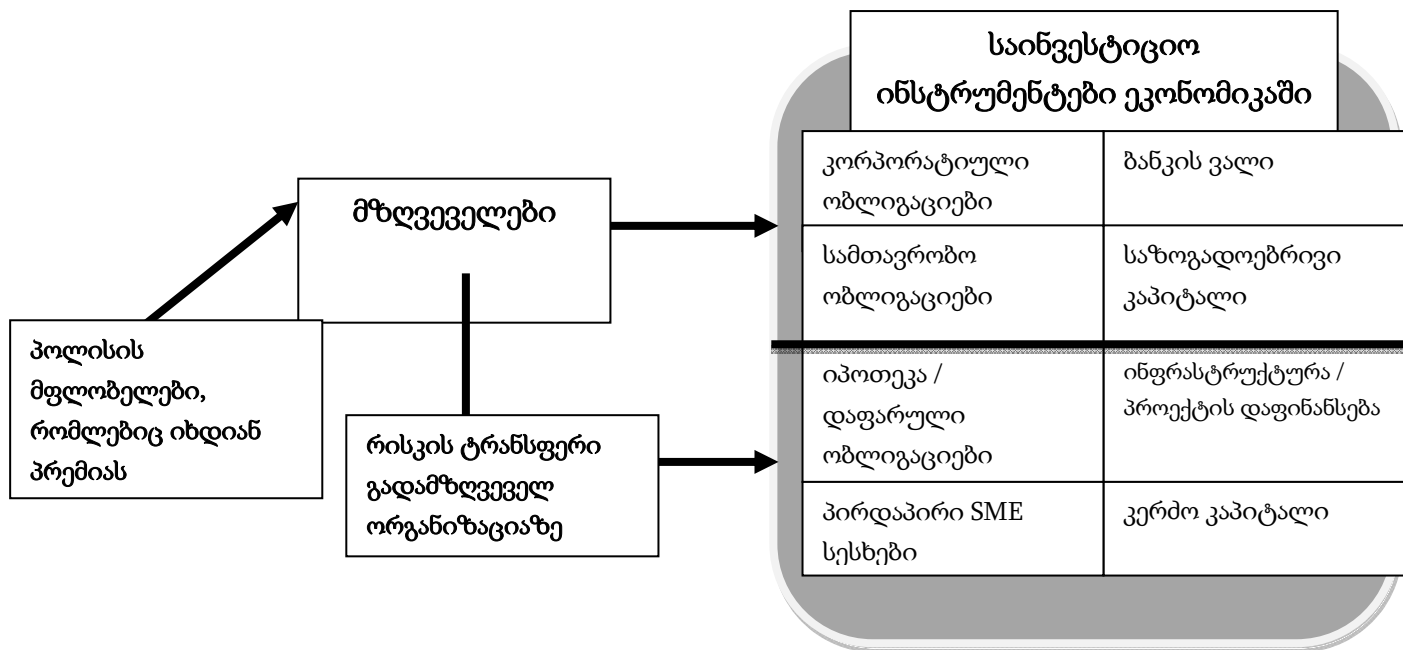 საინვესტიციო
ინსტრუმენტები ეკონომიკაში
კორპორატიული
ობლიგაციები
ბანკის ვალი
მზღვეველები
სამთავრობო
ობლიგაციები
საზოგადოებრივი
კაპიტალი
პოლისის
მფლობელები,
რომლებიც იხდიან
პრემიას
იპოთეკა /
დაფარული
ობლიგაციები
ინფრასტრუქტურა /
პროექტის დაფინანსება
რისკის ტრანსფერი
გადამზღვეველ
ორგანიზაციაზე
პირდაპირი SME
სესხები
კერძო კაპიტალი